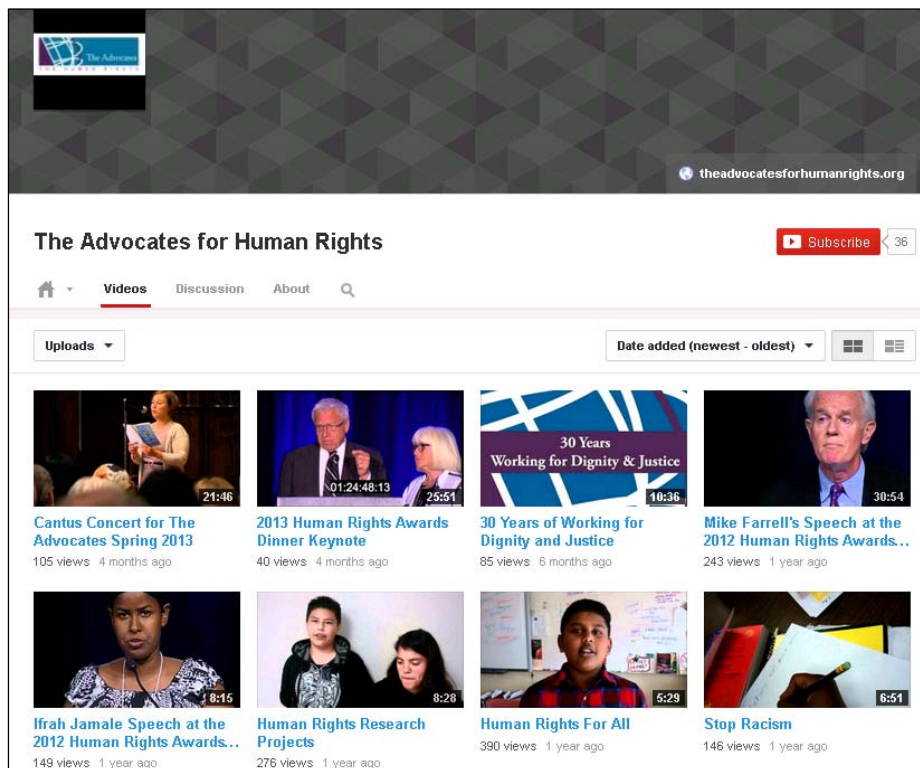 The Advocates
FOR HUMAN RIGHTS
theadvocatesforhumanrights.org
The Advocates for Human Rights
Subscribe 36
Videos Discussion About
Uploads
Date added (newest - oldest)
21:46
Cantus Concert for The
Advocates Spring 2013
105 views 4 months ago
01:24:48:13
25:51
2013 Human Rights Awards
Dinner Keynote
40 views 4 months ago
30 Years
Working for Dignity & Justice
10:36
30 Years of Working for
Dignity and Justice
85 views 6 months ago
30:54
Mike Farrell's Speech at the
2012 Human Rights Awards...
243 views 1 year ago
8:15
Ifrah Jamale Speech at the
2012 Human Rights Awards...
149 views 1 year ago
8:28
Human Rights Research
Projects
276 views 1 year ago
5:29
Human Rights For All
390 views 1 year ago
6:51
Stop Racism
146 views 1 year ago